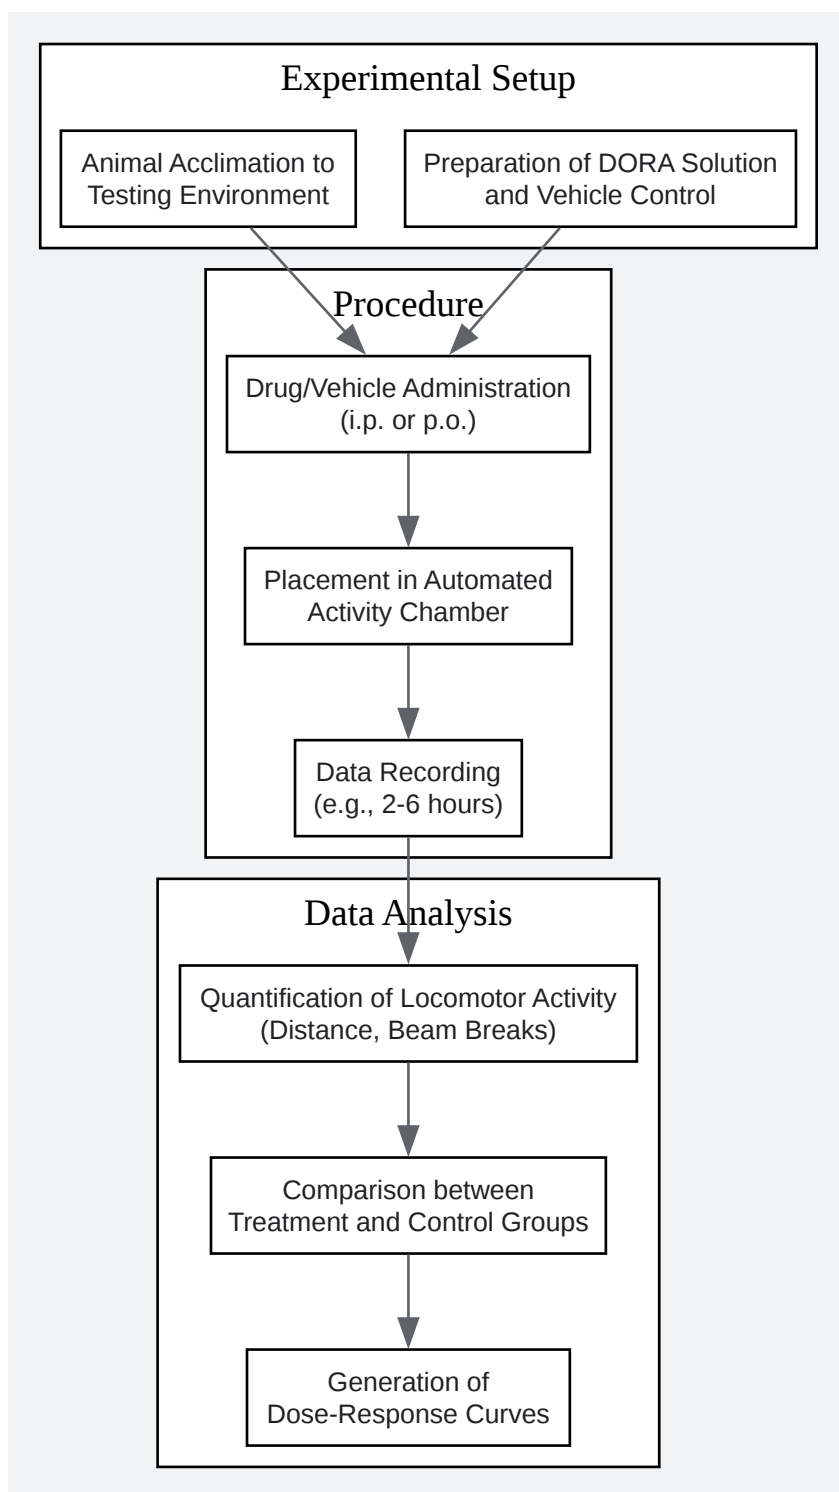 Experimental Setup
Animal Acclimation to
Testing Environment
Preparation of DORA Solution
and Vehicle Control
Procedure
Drug/Vehicle Administration
(i.p. or p.o.)
Placement in Automated
Activity Chamber
Data Recording
(e.g., 2-6 hours)
Data Analysis
Quantification of Locomotor Activity
(Distance, Beam Breaks)
Comparison between
Treatment and Control Groups
Generation of
Dose-Response Curves